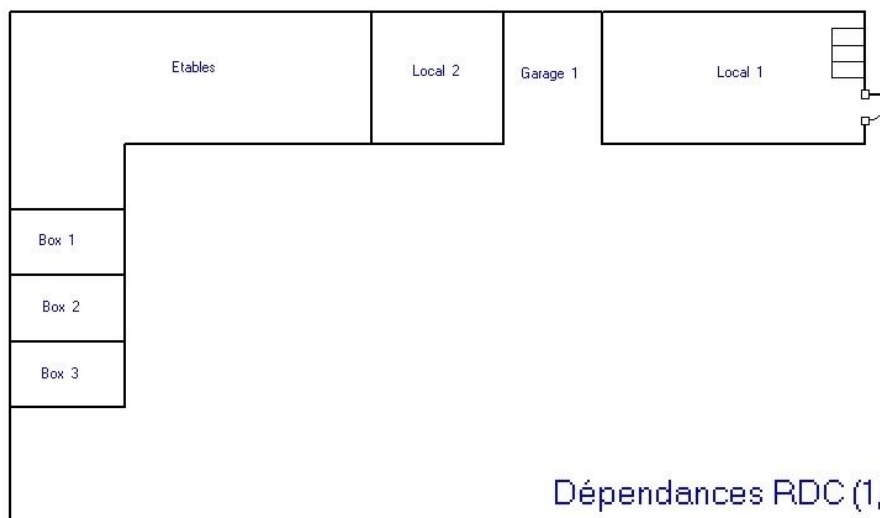 Etables
Local 2
Garage 1
Local 1
Box 1
Box 2
Box 3
Dépendances RDC (1,